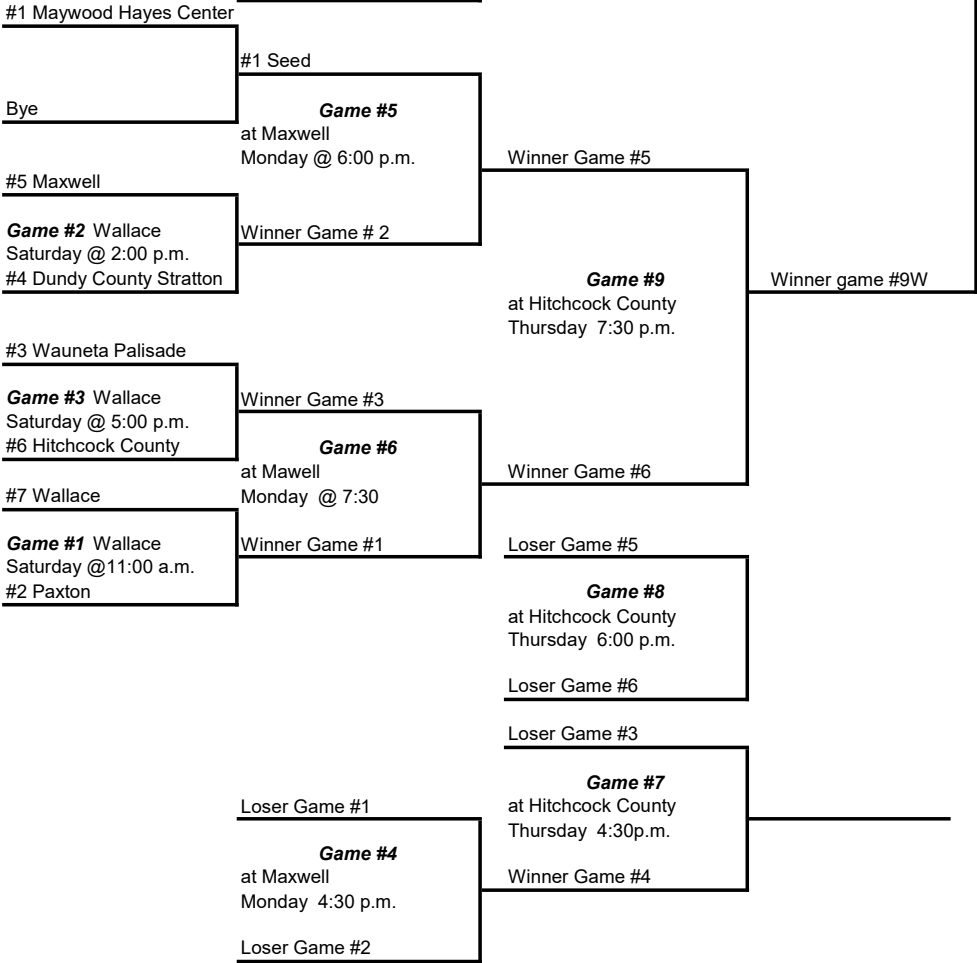 #1 Maywood Hayes Center
#1 Seed
Bye
Game #5
at Maxwell
Monday @ 6:00 p.m.
Winner Game #5
#5 Maxwell
Game #2 Wallace
Saturday @ 2:00 p.m.
#4 Dundy County Stratton
Winner Game # 2
Game #9
at Hitchcock County
Thursday 7:30 p.m.
Winner game #9W
#3 Wauneta Palisade
Game #3 Wallace
Saturday @ 5:00 p.m.
#6 Hitchcock County
Winner Game #3
Game #6
at Mawell
Monday @ 7:30
Winner Game #6
#7 Wallace
Game #1 Wallace
Saturday @11:00 a.m.
#2 Paxton
Winner Game #1
Loser Game #5
Game #8
at Hitchcock County
Thursday 6:00 p.m.
Loser Game #6
Loser Game #3
Game #7
at Hitchcock County
Thursday 4:30p.m.
Winner Game #4
Loser Game #1
Game #4
at Maxwell
Monday 4:30 p.m.
Loser Game #2